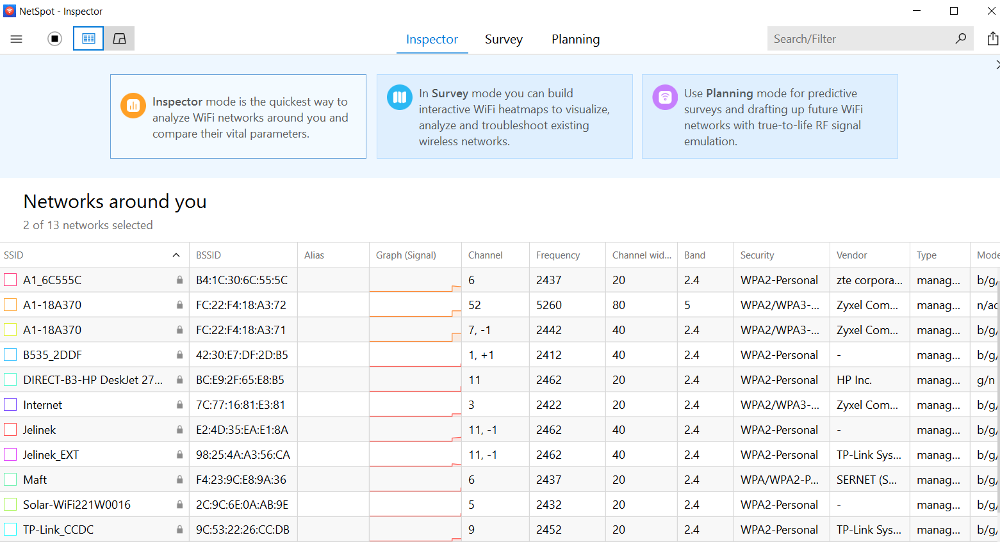 NetSpot - Inspector
Inspector Survey Planning Search/Filter
Inspector mode is the quickest way to
analyze WiFi networks around you and
compare their vital parameters.
In Survey mode you can build
interactive WiFi heatmaps to visualize,
analyze and troubleshoot existing
wireless networks.
Use Planning mode for predictive
surveys and drafting up future WiFi
networks with true-to-life RF signal
emulation.
Networks around you
2 of 13 networks selected
SSID BSSID Alias Graph (Signal) Channel Frequency Channel wid... Band Security Vendor Type Mode
A1_6C555C B4:1C:30:6C:55:5C 6 2437 20 2.4 WPA2-Personal zte corpora... manag... b/g/
A1-18A370 FC:22:F4:18:A3:72 52 5260 80 5 WPA2/WPA3-... Zyxel Com... manag... n/ac
A1-18A370 FC:22:F4:18:A3:71 7, -1 2442 40 2.4 WPA2/WPA3-... Zyxel Com... manag... b/g/
B535_2DDF 42:30:E7:DF:2D:B5 1, +1 2412 40 2.4 WPA2-Personal - manag... b/g/
DIRECT-B3-HP DeskJet 27... BC:E9:2F:65:E8:B5 11 2462 20 2.4 WPA2-Personal HP Inc. manag... g/n
Internet 7C:77:16:81:E3:81 3 2422 20 2.4 WPA2/WPA3-... Zyxel Com... manag... b/g/
Jelinek E2:4D:35:EA:E1:8A 11, -1 2462 40 2.4 WPA2-Personal - manag... b/g/
Jelinek_EXT 98:25:4A:A3:56:CA 11, -1 2462 40 2.4 WPA2-Personal TP-Link Sys... manag... b/g/
Maft F4:23:9C:E8:9A:36 6 2437 20 2.4 WPA/WPA2-P... SERNET (S... manag... b/g/
Solar-WiFi221W0016 2C:9C:6E:0A:AB:9E 5 2432 20 2.4 WPA2-Personal - manag... b/g/
TP-Link_CCDC 9C:53:22:26:CC:DB 9 2452 20 2.4 WPA2-Personal TP-Link Sys... manag... b/g/